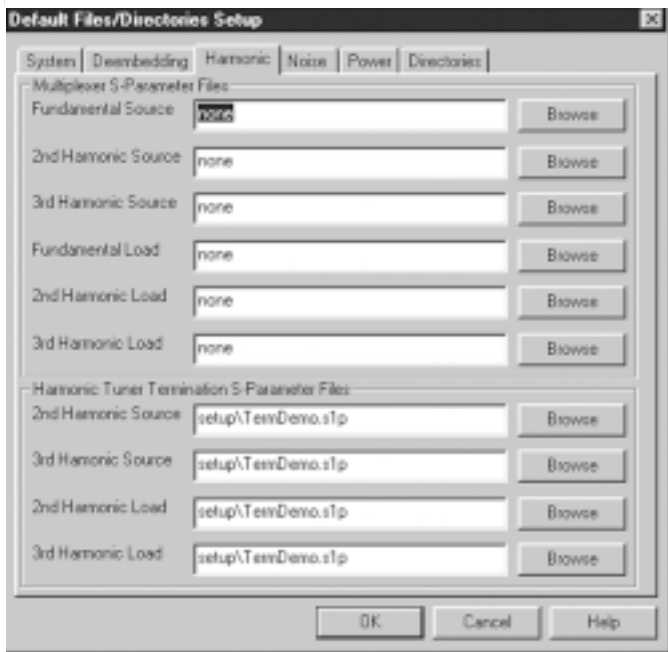 Default Files/Directories Setup
System Deembedding Harmonic Noise Power Directories
Multiplexer S-Parameter Files
Fundamental Source none Browse
2nd Harmonic Source none Browse
3rd Harmonic Source none Browse
Fundamental Load none Browse
2nd Harmonic Load none Browse
3rd Harmonic Load none Browse
Harmonic Tuner Termination S-Parameter Files
2nd Harmonic Source setup\TermDemo.s1p Browse
3rd Harmonic Source setup\TermDemo.s1p Browse
2nd Harmonic Load setup\TermDemo.s1p Browse
3rd Harmonic Load setup\TermDemo.s1p Browse
OK Cancel Help